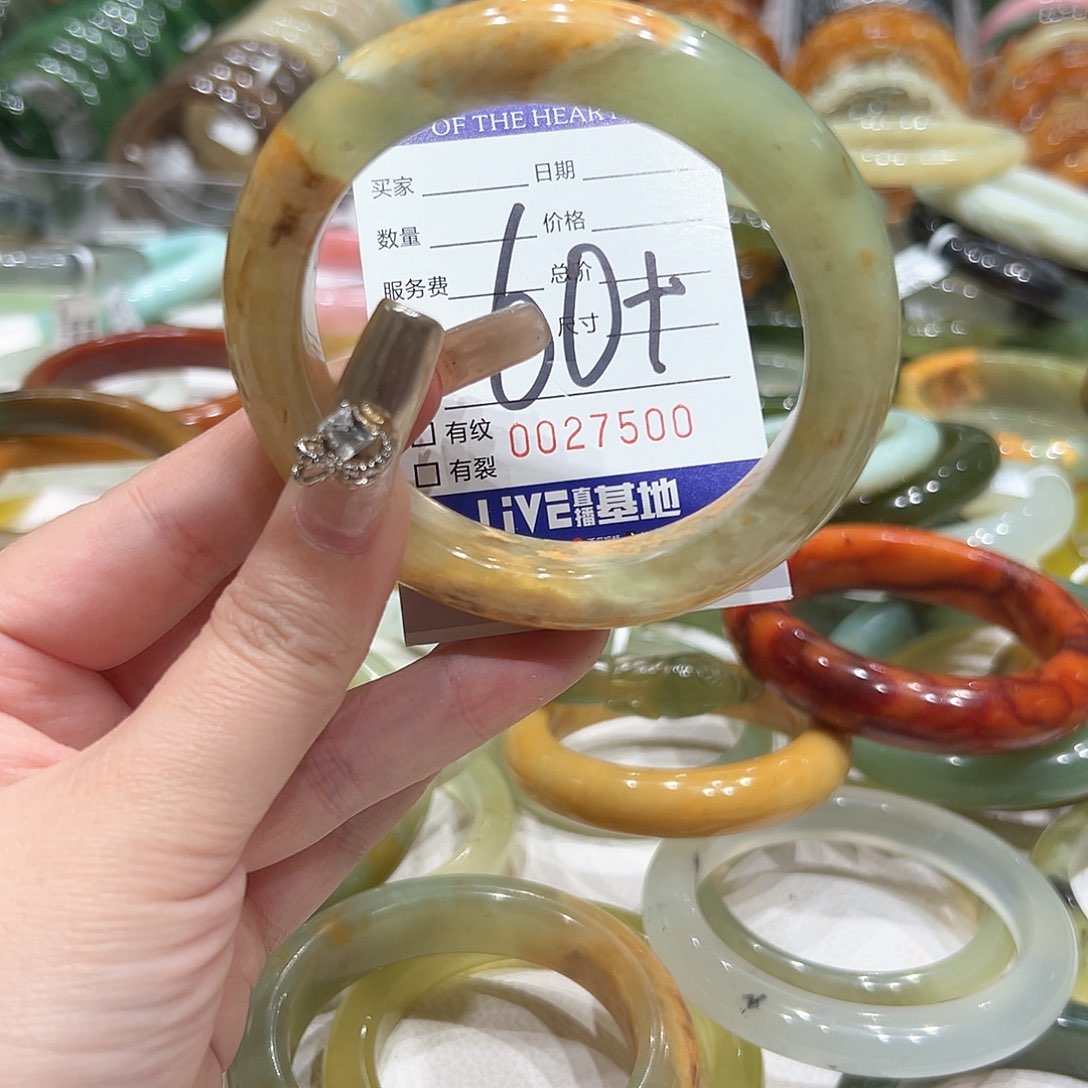 OF THE HEART
买家 日期
数量 价格
服务费 总价
尺寸
60+
有纹
有裂
0027500
LiVE直播基地